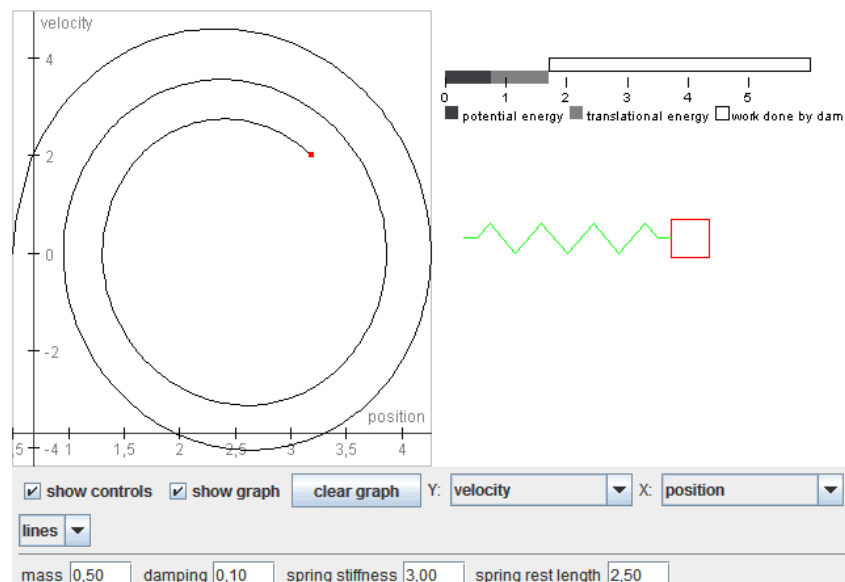 velocity
4
2
0
-2
position
,5 -4 1 1,5 2 2,5 3 3,5 4
0 1 2 3 4 5
potential energy translational energy work done by dam
show controls show graph clear graph Y: velocity X: position
lines
mass 0,50 damping 0,10 spring stiffness 3,00 spring rest length 2,50